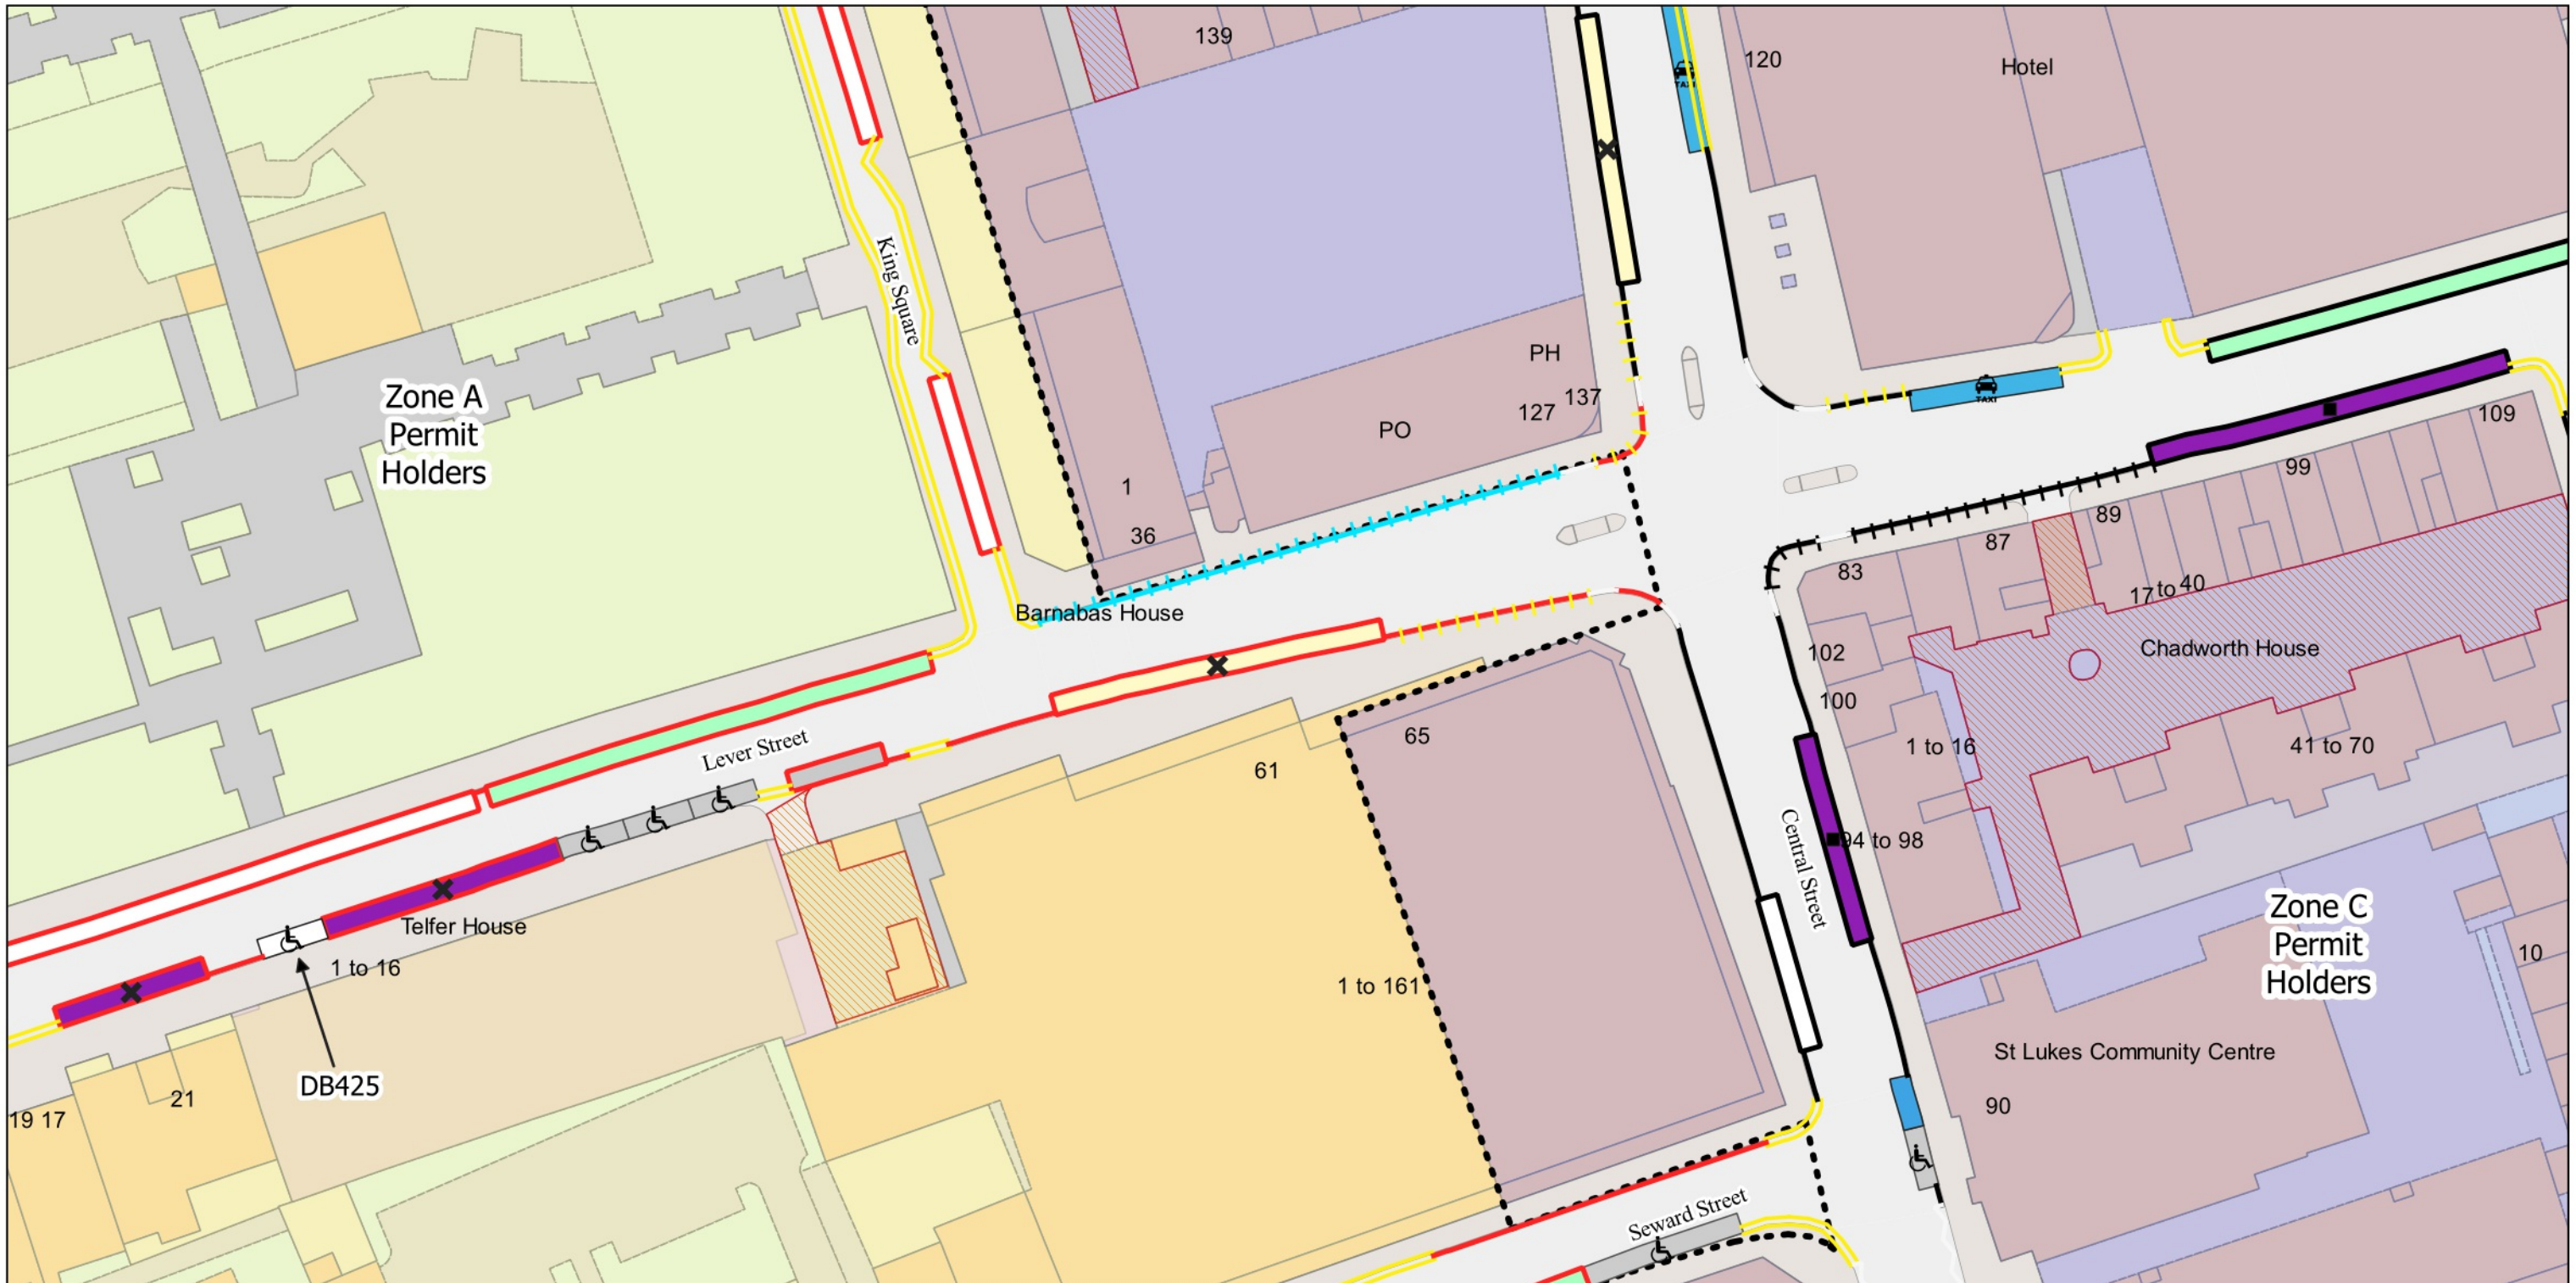 139
120
Hotel
TAXI
King Square
Zone A
Permit
Holders
PH
137
127
PO
TAXI
109
99
1
36
89
87
83
17 to 40
Barnabas House
102
Chadworth House
100
65
1 to 16
41 to 70
Lever Street
61
94 to 98
Central Street
Telfer House
1 to 16
Zone C
Permit
Holders
10
1 to 161
St Lukes Community Centre
DB425
21
19 17
90
Seward Street